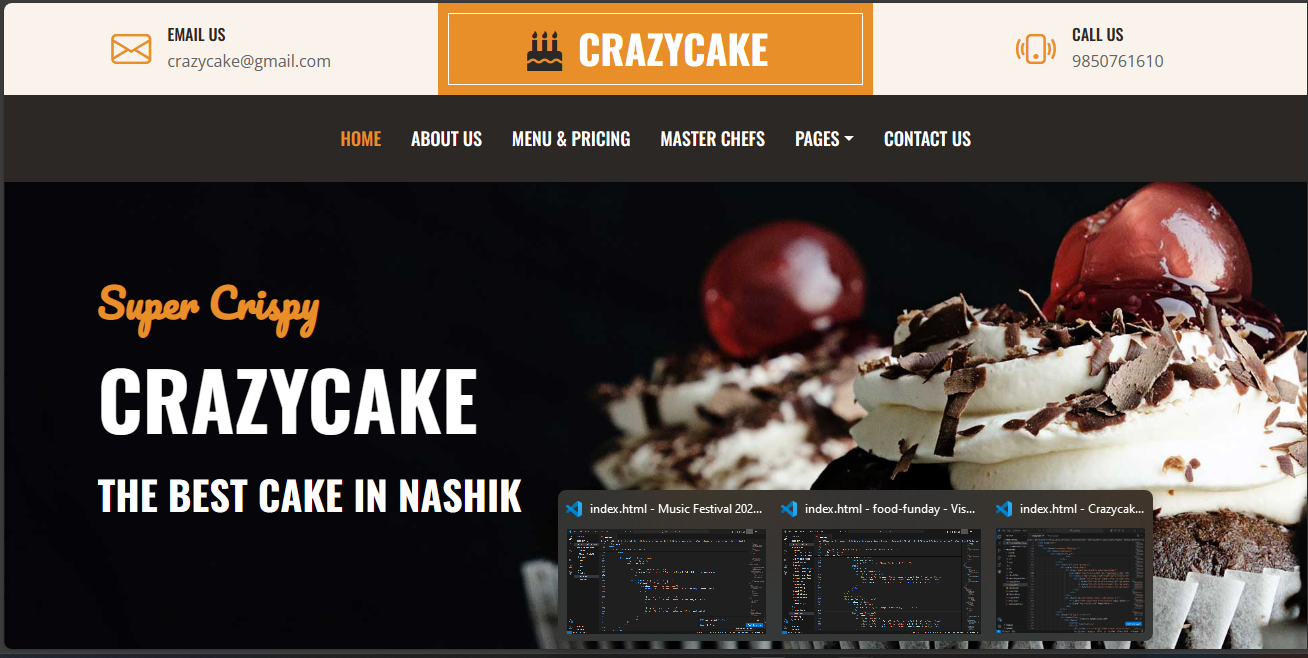 EMAIL US
crazycake@gmail.com
CRAZYCAKE
CALL US
9850761610
HOME ABOUT US MENU & PRICING MASTER CHEFS PAGES CONTACT US
Super Crispy
CRAZYCAKE
THE BEST CAKE IN NASHIK
index.html - Music Festival 202... index.html - food-funday - Vis... index.html - Crazycak...